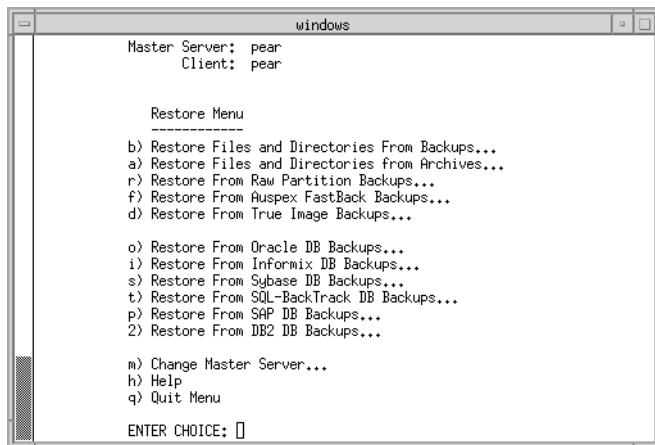 windows
Master Server: pear
Client: pear
Restore Menu
------------
b) Restore Files and Directories From Backups...
a) Restore Files and Directories from Archives...
r) Restore From Raw Partition Backups...
f) Restore From Auspex FastBack Backups...
d) Restore From True Image Backups...
o) Restore From Oracle DB Backups...
i) Restore From Informix DB Backups...
s) Restore From Sybase DB Backups...
t) Restore From SQL-BackTrack DB Backups...
p) Restore From SAP DB Backups...
2) Restore From DB2 DB Backups...
m) Change Master Server...
h) Help
q) Quit Menu
ENTER CHOICE: